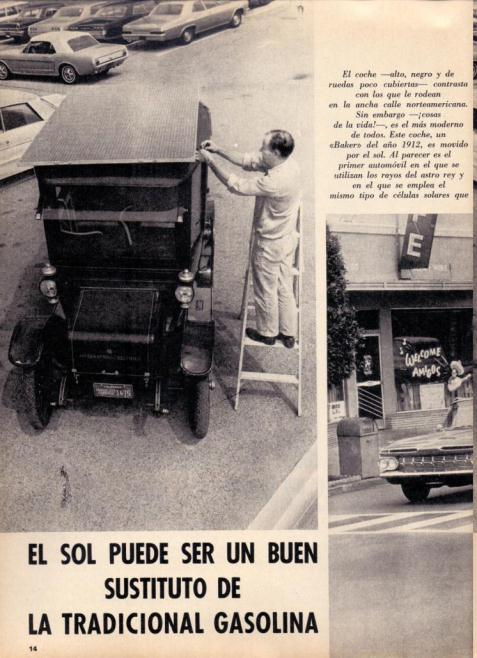 El coche —alto, negro y de
ruedas poco cubiertas— contrasta
con los que le rodean
en la ancha calle norteamericana.
Sin embargo —¡cosas
de la vida!—, es el más moderno
de todos. Este coche, un
«Baker» del año 1912, es movido
por el sol. Al parecer es el
primer automóvil en el que se
utilizan los rayos del astro rey y
en el que se emplea el
mismo tipo de células solares que
FE
WELCOME
AMIGOS
EL SOL PUEDE SER UN BUEN
SUSTITUTO DE
LA TRADICIONAL GASOLINA
14